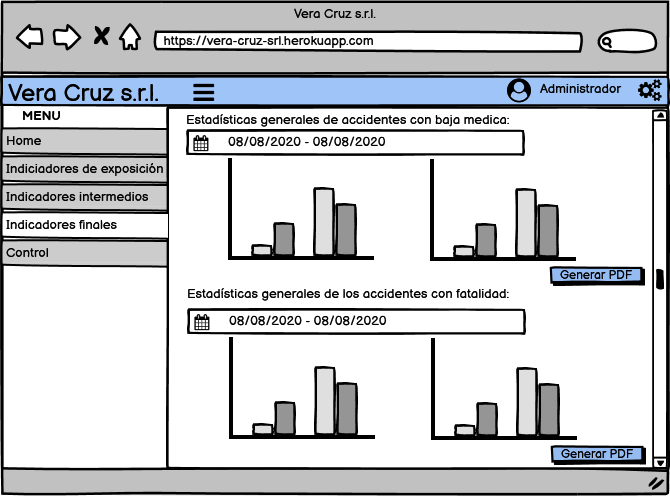 Vera Cruz s.r.l.
https://vera-cruz-srl.herokuapp.com
Vera Cruz s.r.l.
Administrador
MENU
Home
Indiciadores de exposición
Indicadores intermedios
Indicadores finales
Control
Estadísticas generales de accidentes con baja medica:
08/08/2020 - 08/08/2020
Generar PDF
Estadísticas generales de los accidentes con fatalidad:
08/08/2020 - 08/08/2020
Generar PDF